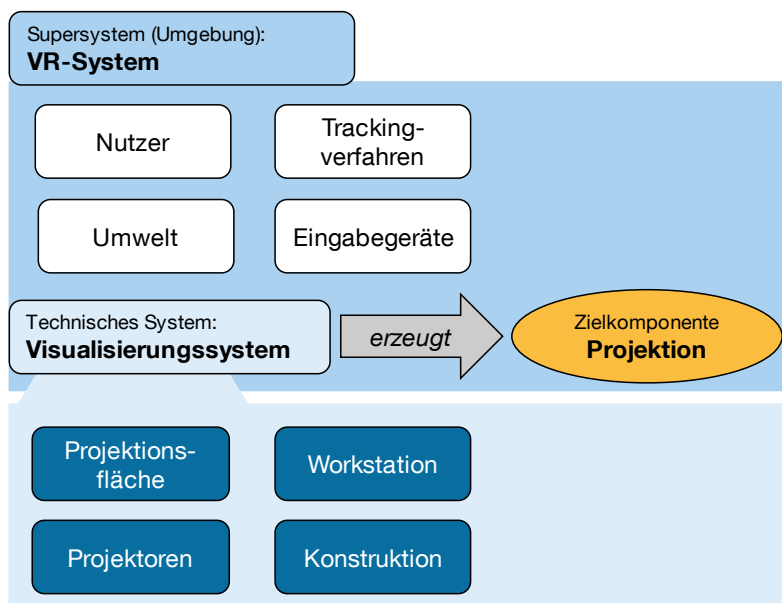 Supersystem (Umgebung):
VR-System
Nutzer
Tracking-
verfahren
Umwelt
Eingabegeräte
Technisches System:
Visualisierungssystem
erzeugt
Zielkomponente
Projektion
Projektions-
fläche
Workstation
Projektoren
Konstruktion